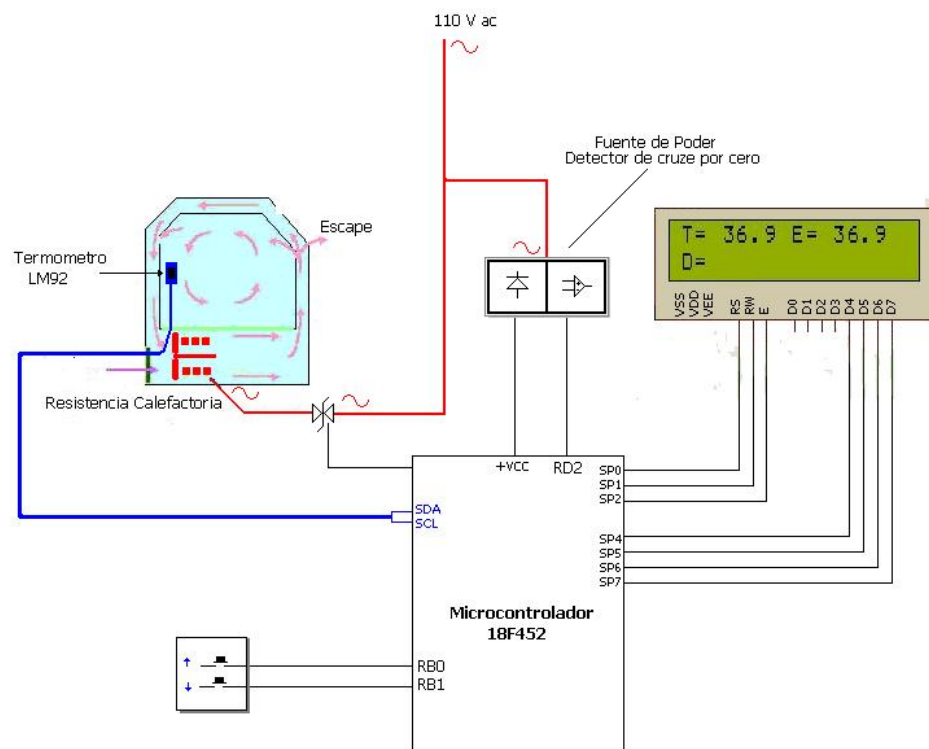 110 V ac
Fuente de Poder
Detector de cruze por cero
Escape
Termometro
LM92
T= 36.9 E= 36.9
D=
VSS
VDD
VEE
RS
RW
E
D0
D1
D2
D3
D4
D5
D6
D7
Resistencia Calefactoria
+VCC
RD2
SP0
SP1
SP2
SDA
SCL
SP4
SP5
SP6
SP7
Microcontrolador
18F452
RB0
RB1